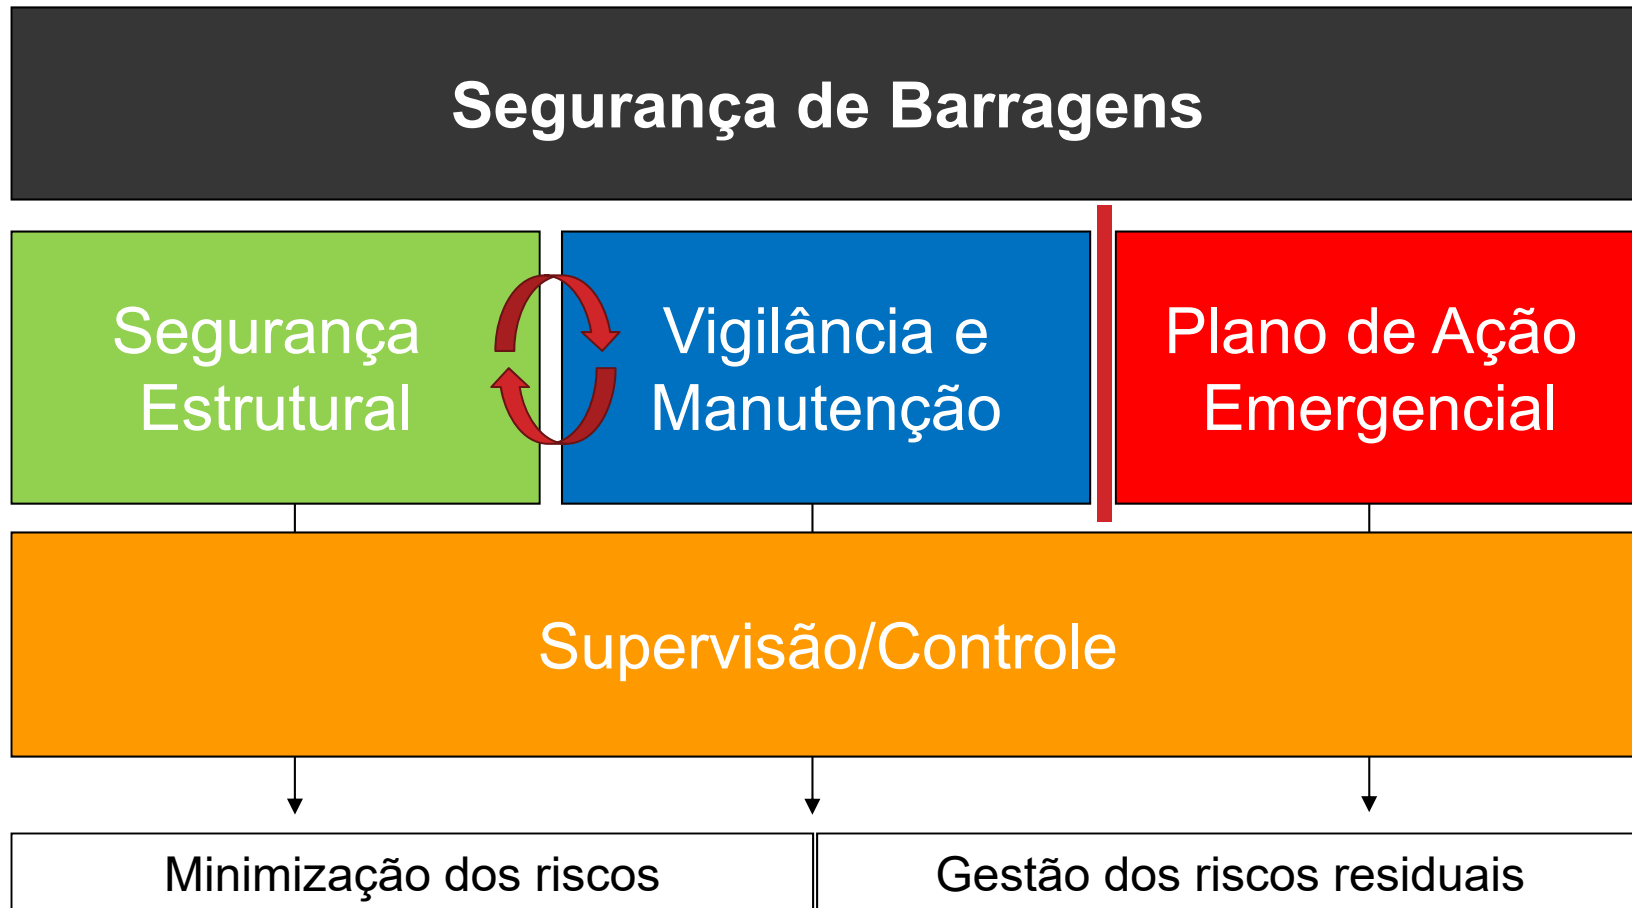 Segurança de Barragens
Segurança
Estrutural
Vigilância e
Manutenção
Plano de Ação
Emergencial
Supervisão/Controle
Minimização dos riscos
Gestão dos riscos residuais